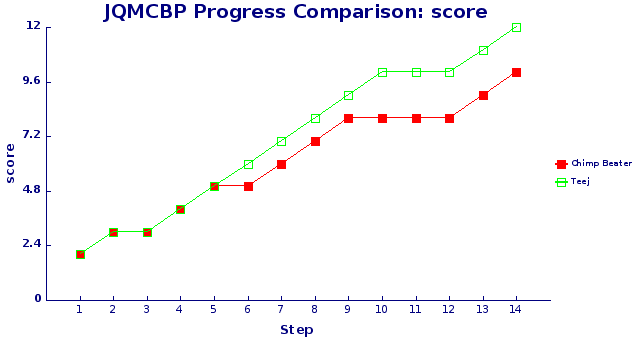 JQMCBP Progress Comparison: score
12
9.6
7.2
4.8
2.4
0
score
1 2 3 4 5 6 7 8 9 10 11 12 13 14
Step
Chimp Beater
Teej